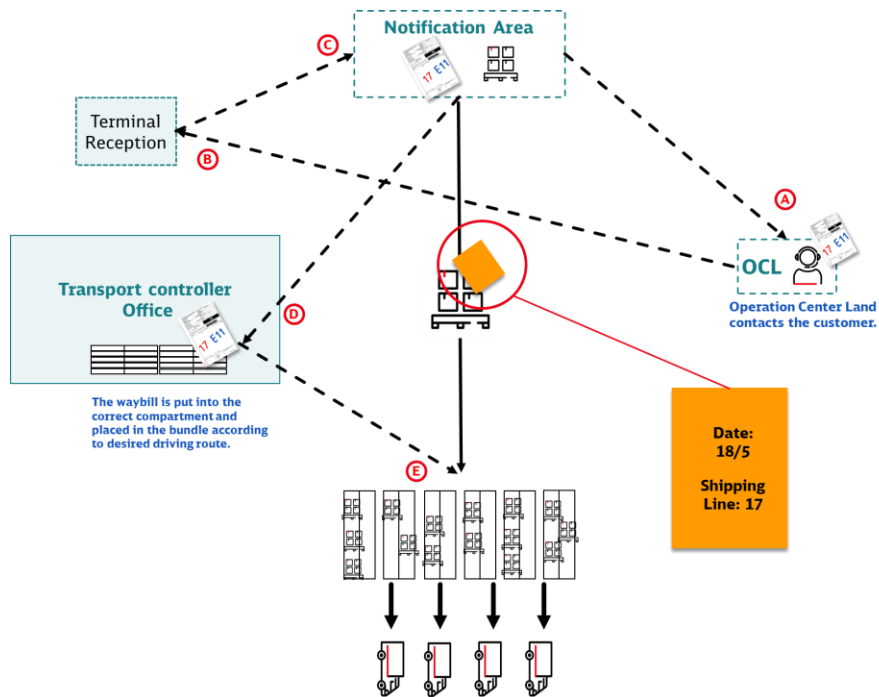 Notification Area
17 E11
C
Terminal
Reception
B
A
17 E11
OCL
Operation Center Land
contacts the customer.
Transport controller
Office
17 E11
D
The waybill is put into the
correct compartment and
placed in the bundle according
to desired driving route.
Date:
18/5
Shipping
Line: 17
E